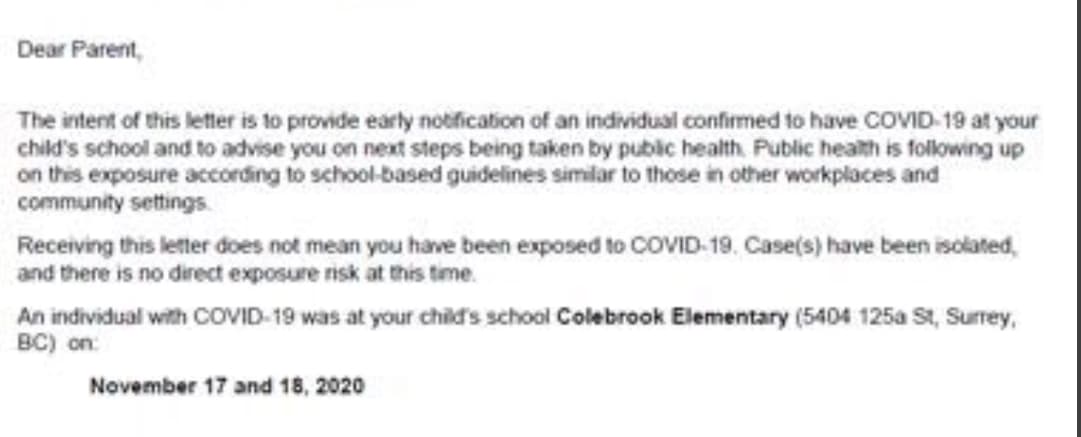 Dear Parent,
The intent of this letter is to provide early notification of an individual confirmed to have COVID-19 at your
child's school and to advise you on next steps being taken by public health. Public health is following up
on this exposure according to school-based guidelines similar to those in other workplaces and
community settings.
Receiving this letter does not mean you have been exposed to COVID-19. Case(s) have been isolated,
and there is no direct exposure risk at this time.
An individual with COVID-19 was at your child's school Colebrook Elementary (5404 125a St, Surrey,
BC) on:
November 17 and 18, 2020